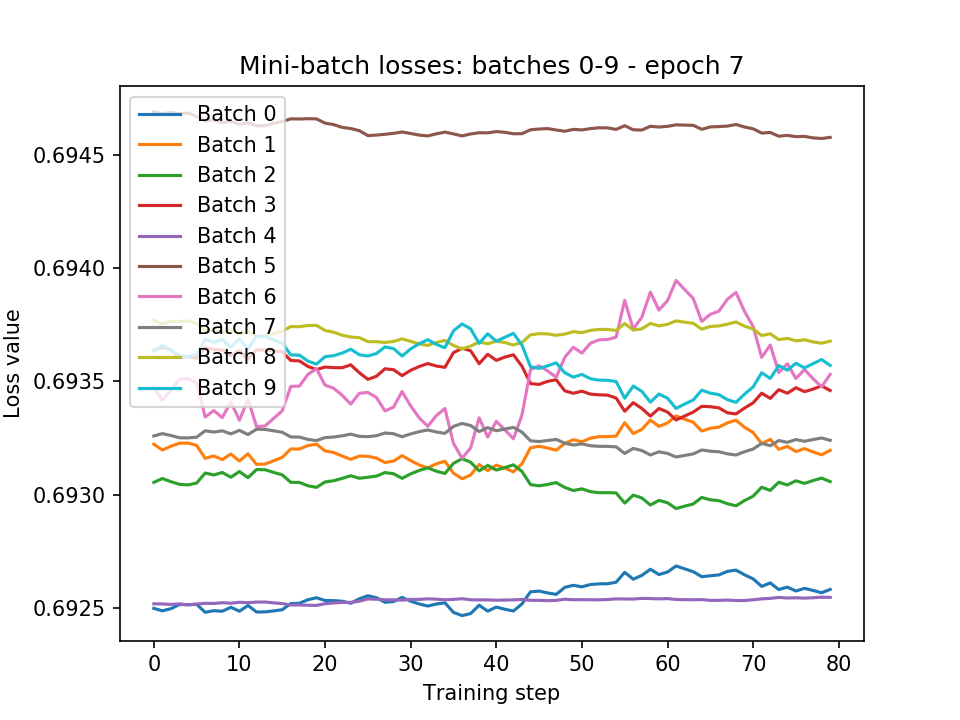 Mini-batch losses: batches 0-9 - epoch 7
Loss value
0.6945
0.6940
0.6935
0.6930
0.6925
Batch 0
Batch 1
Batch 2
Batch 3
Batch 4
Batch 5
Batch 6
Batch 7
Batch 8
Batch 9
0 10 20 30 40 50 60 70 80
Training step